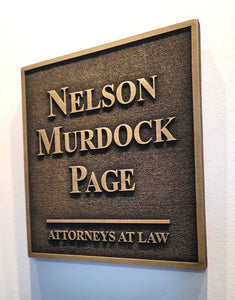 NELSON
MURDOCK
PAGE
ATTORNEYS AT LAW